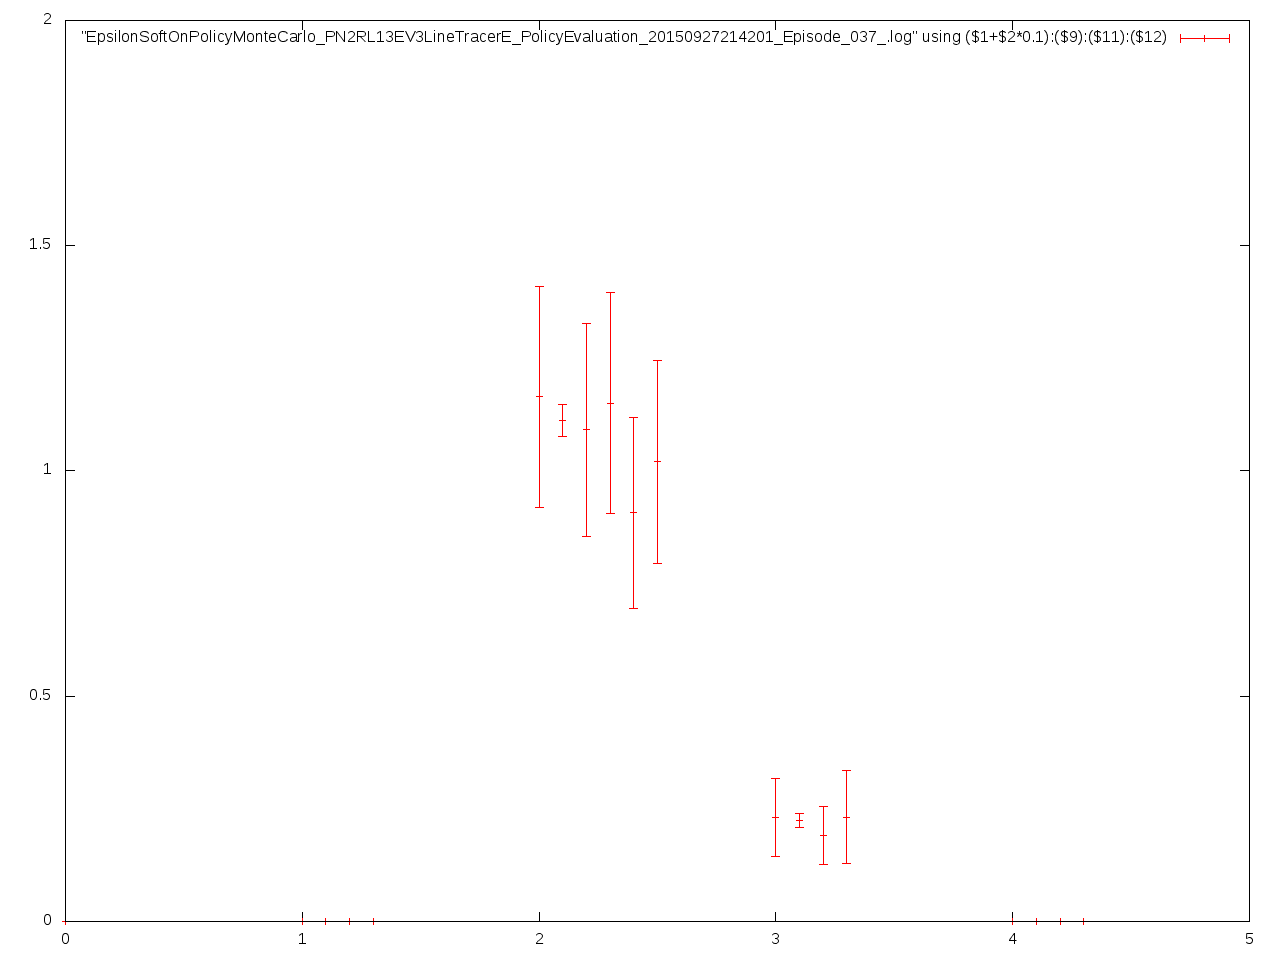 2
"EpsilonSoftOnPolicyMonteCarlo_PN2RL13EV3LineTracerE_PolicyEvaluation_20150927214201_Episode_037_.log" using ($1+$2*0.1):($9):($11):($12)
1.5
1
0.5
0
0 1 2 3 4 5